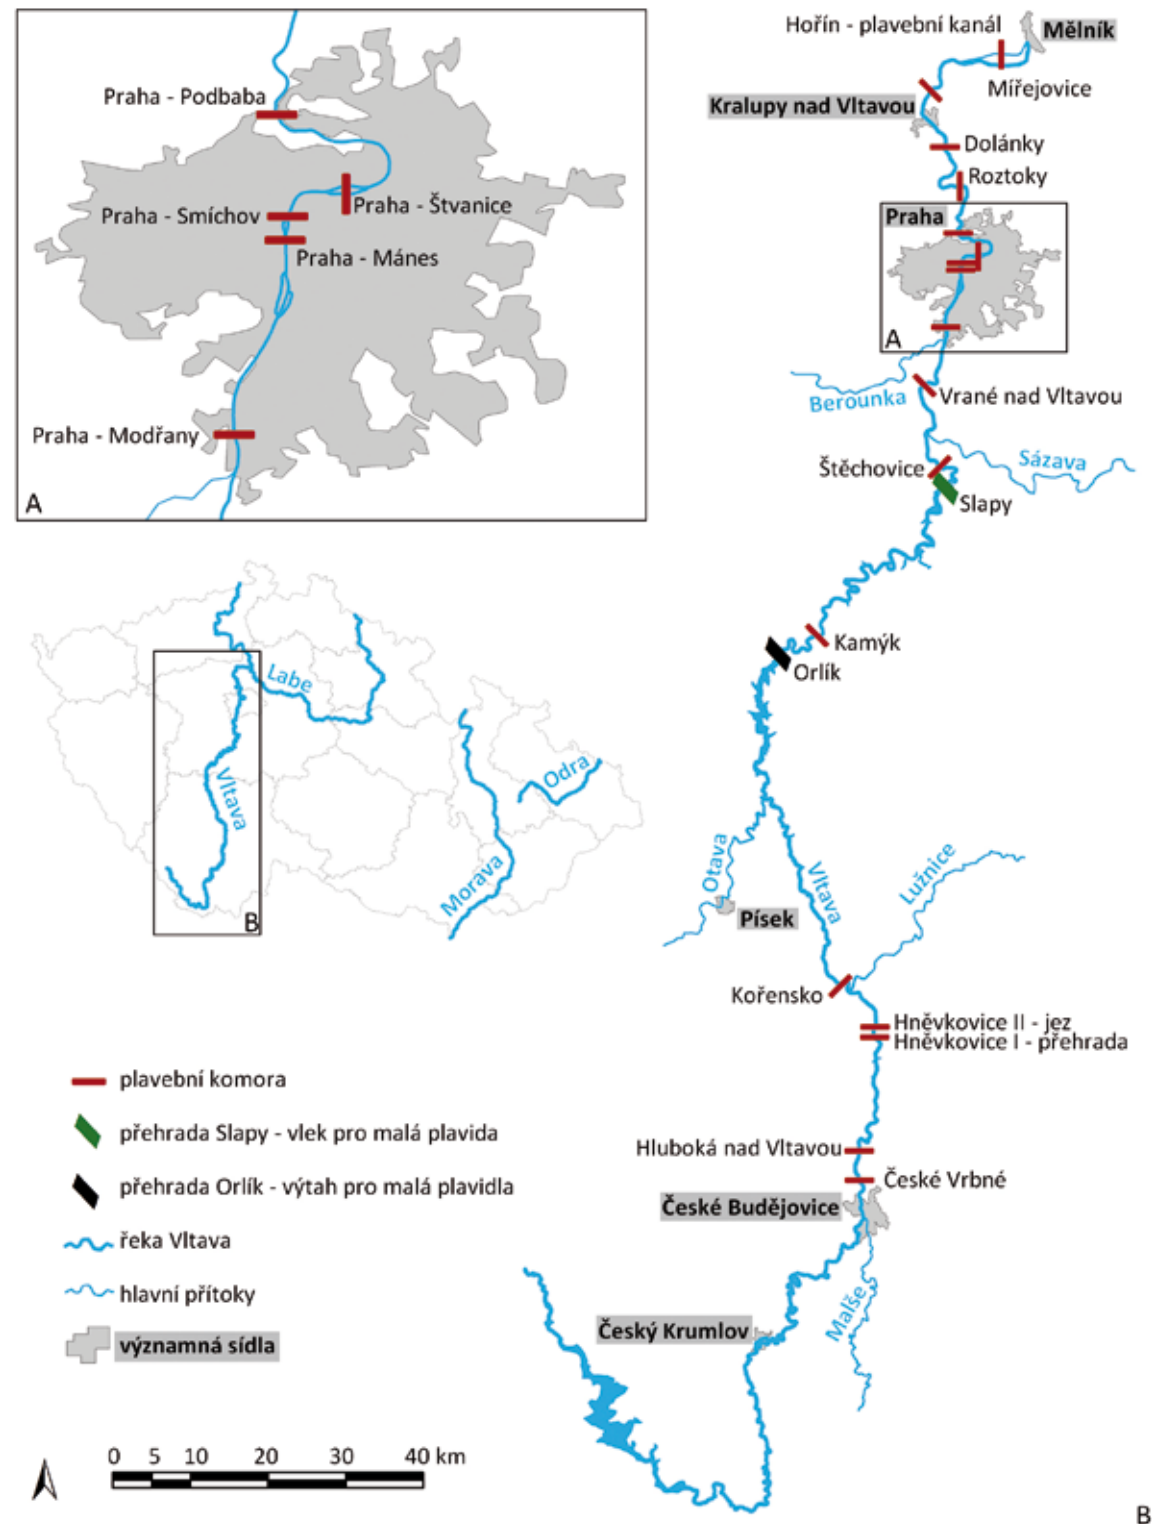 Praha - Podbaba
Praha - Štvanice
Praha - Smíchov
Praha - Mánes
Praha - Modřany
A
Hořín - plavební kanál
Mělník
Mířejovice
Kralupy nad Vltavou
Dolánky
Roztoky
Praha
A
Berounka
Vrané nad Vltavou
Štěchovice
Sázava
Slapy
Kamýk
Orlík
Otava
Vltava
Lužnice
Písek
Kořensko
Hněvkovice II - jez
Hněvkovice I - přehrada
Hluboká nad Vltavou
České Vrbné
České Budějovice
Malše
Český Krumlov
Labe
Vltava
Odra
Morava
B
plavební komora
přehrada Slapy - vlek pro malá plavida
přehrada Orlík - výtah pro malá plavidla
řeka Vltava
hlavní přítoky
významná sídla
0 5 10 20 30 40 km
B